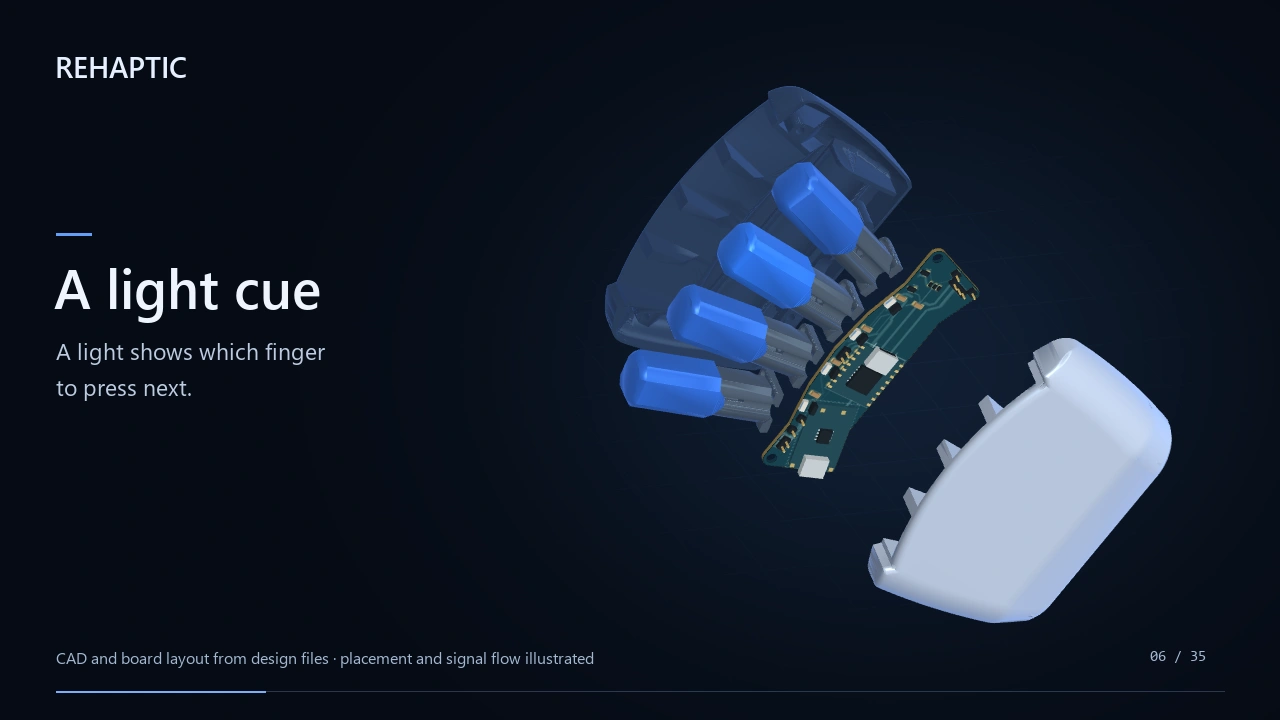 REHAPTIC
A light cue
A light shows which finger
to press next.
CAD and board layout from design files · placement and signal flow illustrated
06 / 35